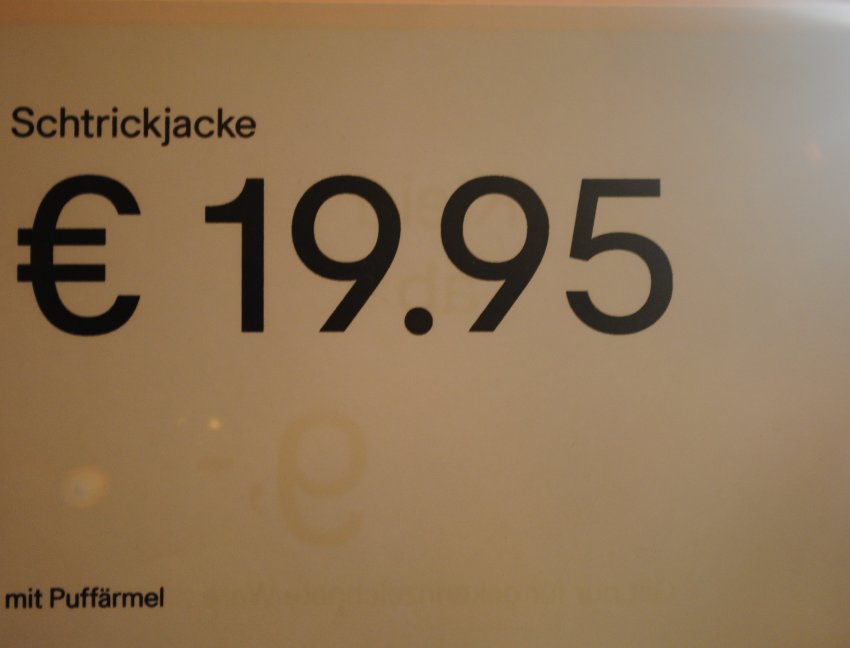 Schtrickjacke
€ 19.95
mit Puffärmel